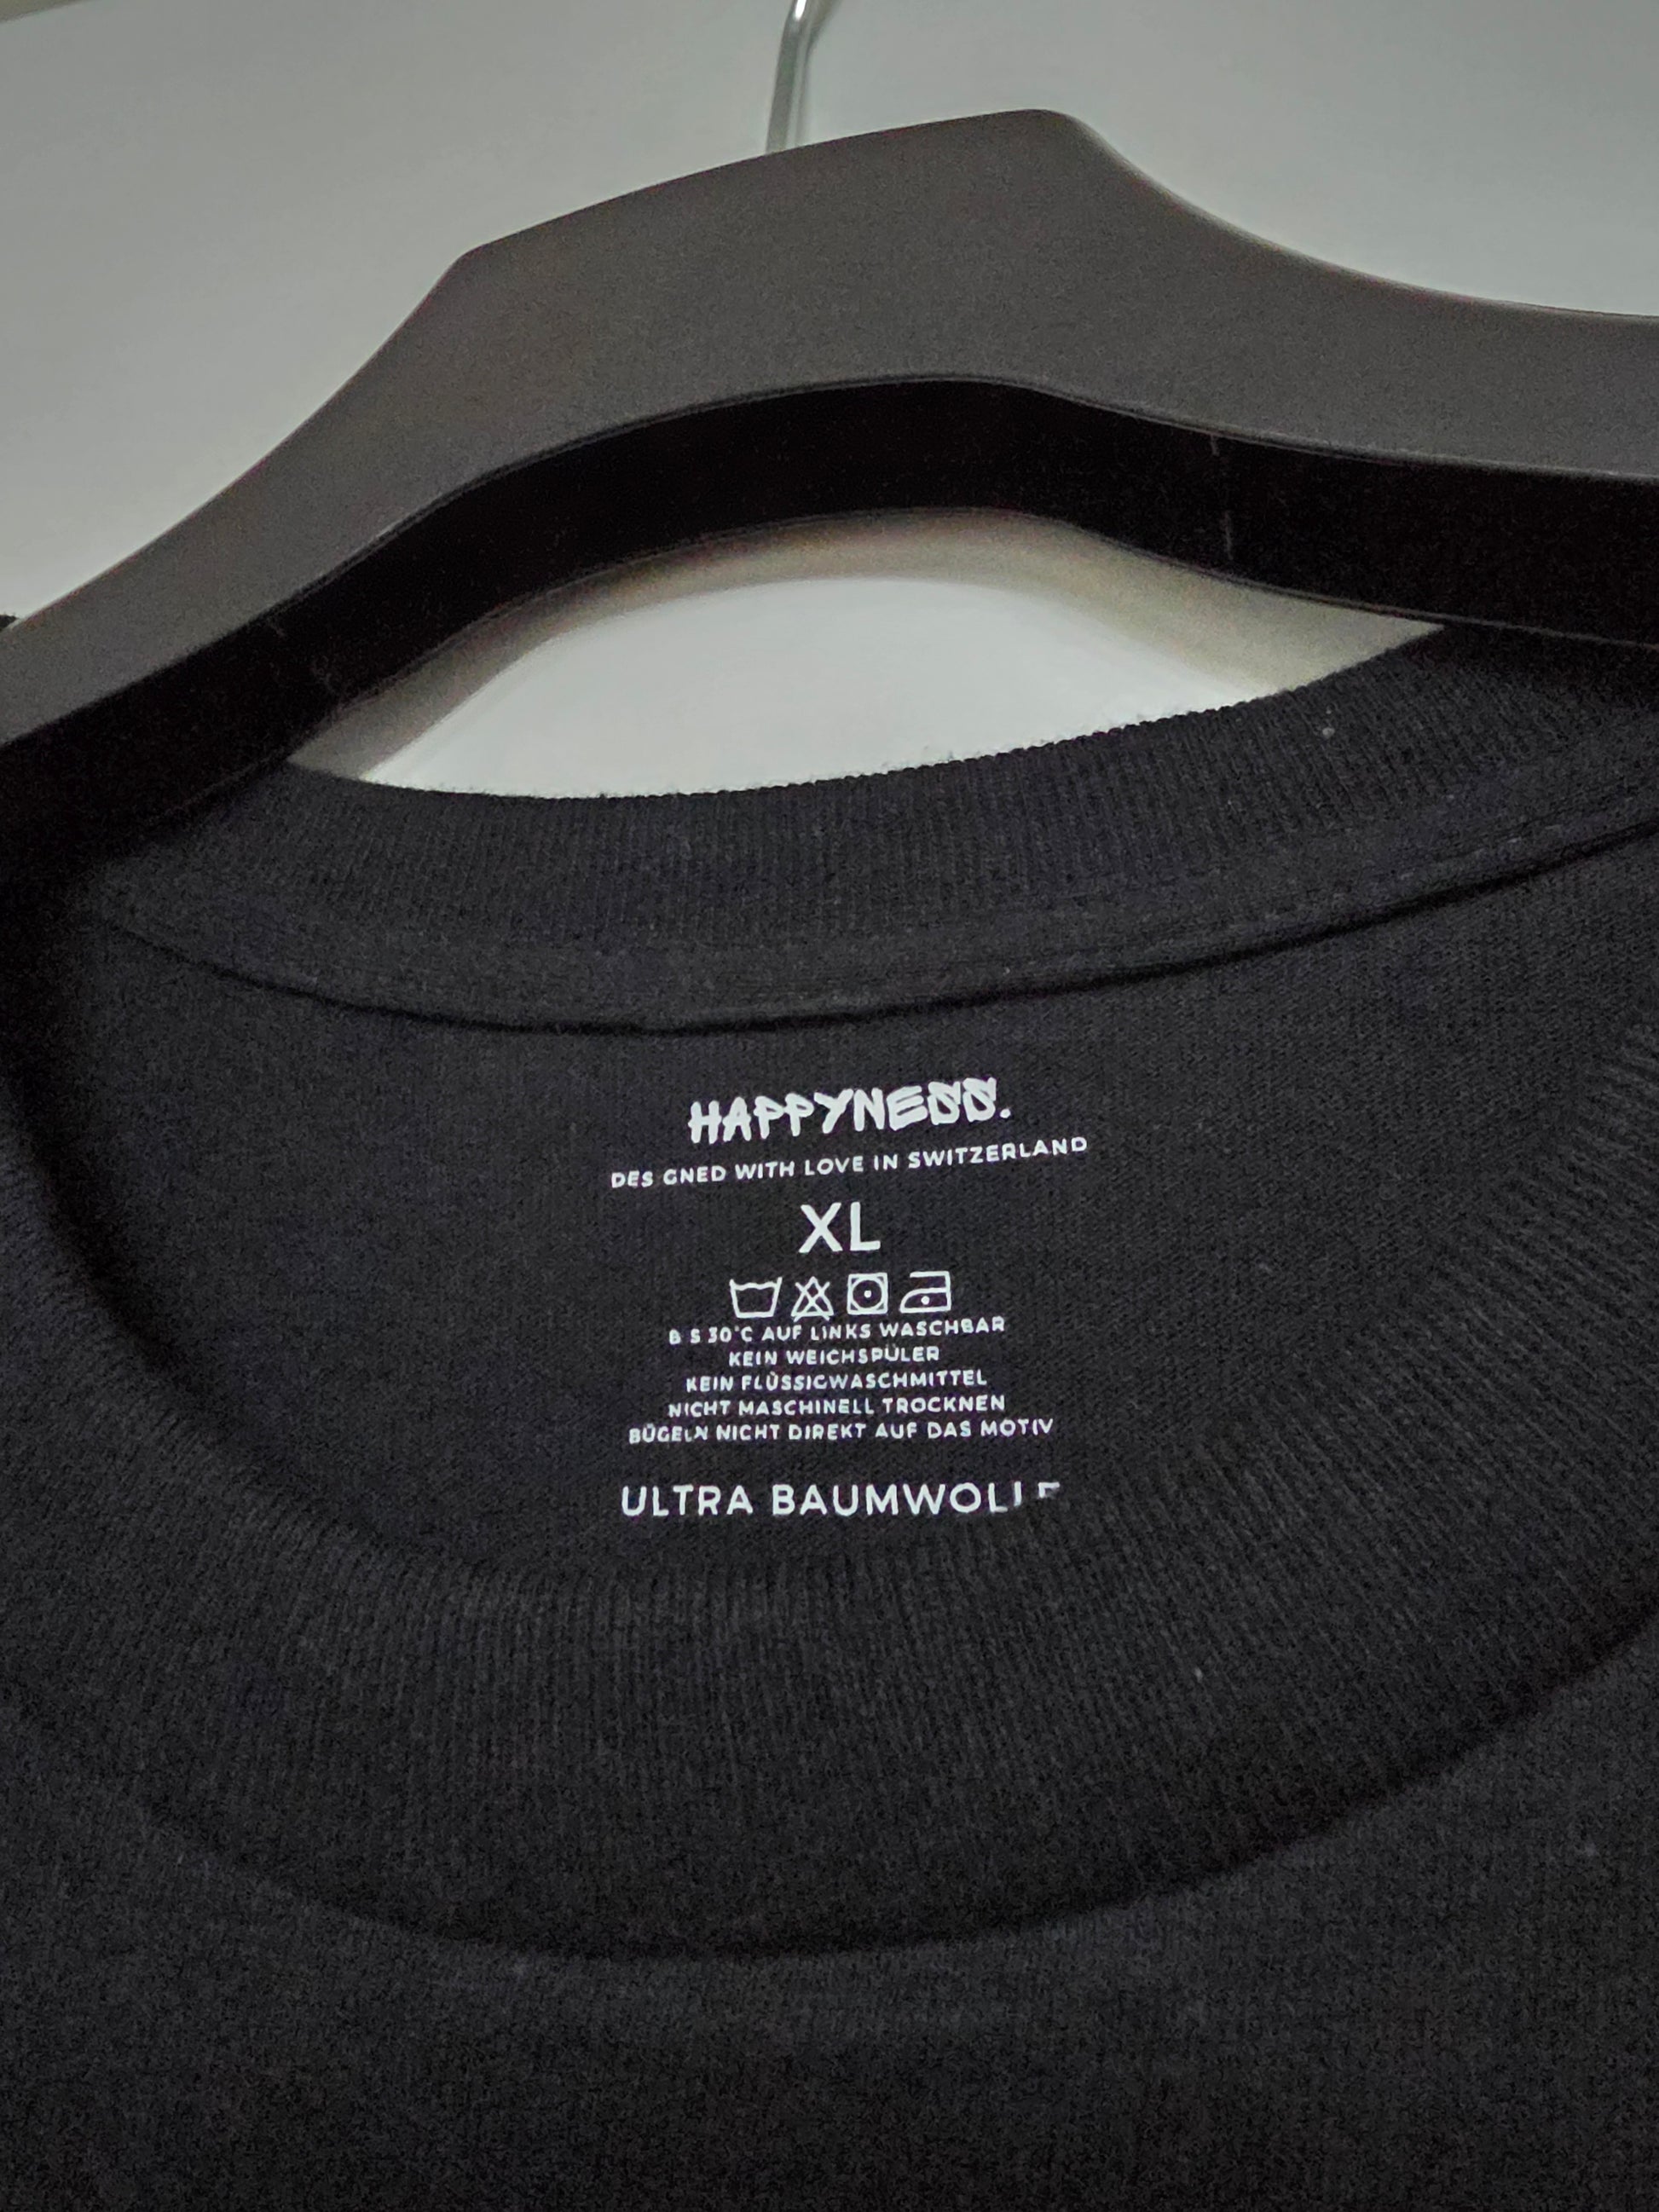 HAPPYNESS.
DES GNED WITH LOVE IN SWITZERLAND
XL
B S 30°C AUF LINKS WASCHBAR
KEIN WEICHSPÜLER
KEIN FLÜSSIGWASCHMITTEL
NICHT MASCHINELL TROCKNEN
BÜGELN NICHT DIREKT AUF DAS MOTIV
ULTRA BAUMWOLLE